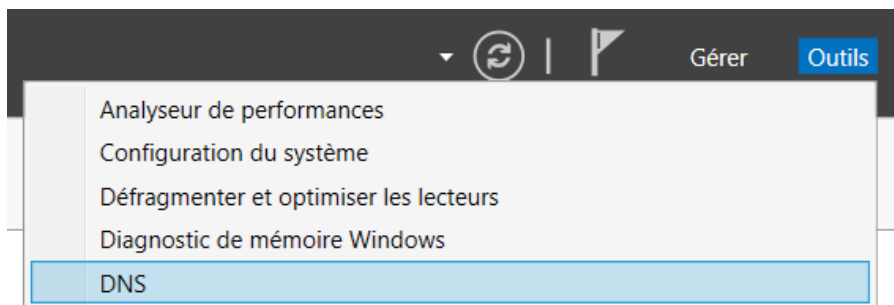 Gérer Outils
Analyseur de performances
Configuration du système
Défragmenter et optimiser les lecteurs
Diagnostic de mémoire Windows
DNS